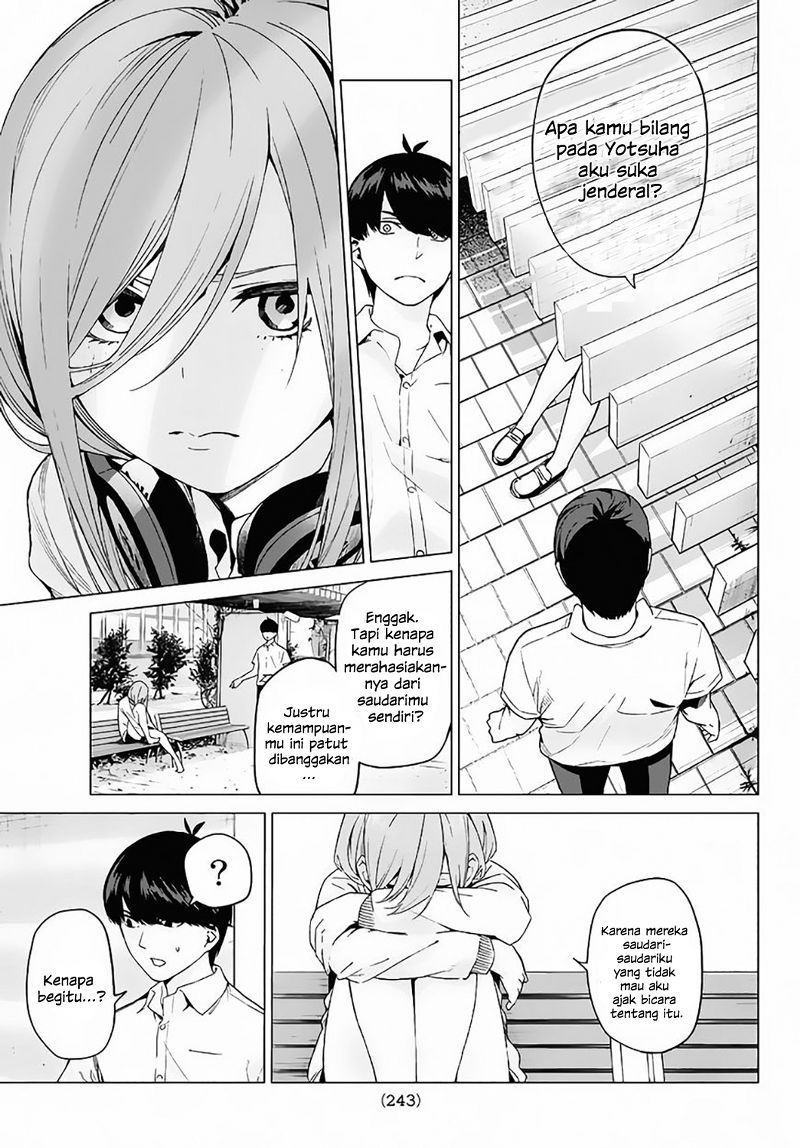 Apa kamu bilang
pada Yotsuha
aku suka
jenderal?
Enggak.
Tapi kenapa
kamu harus
merahasiakan-
nya dari
saudarimu
sendiri?
Justru
kemampuan-
mu ini patut
dibanggakan
...
Karena mereka
saudari-
saudariku
yang tidak
mau aku
ajak bicara
tentang itu.
?
Kenapa
begitu...?
(243)